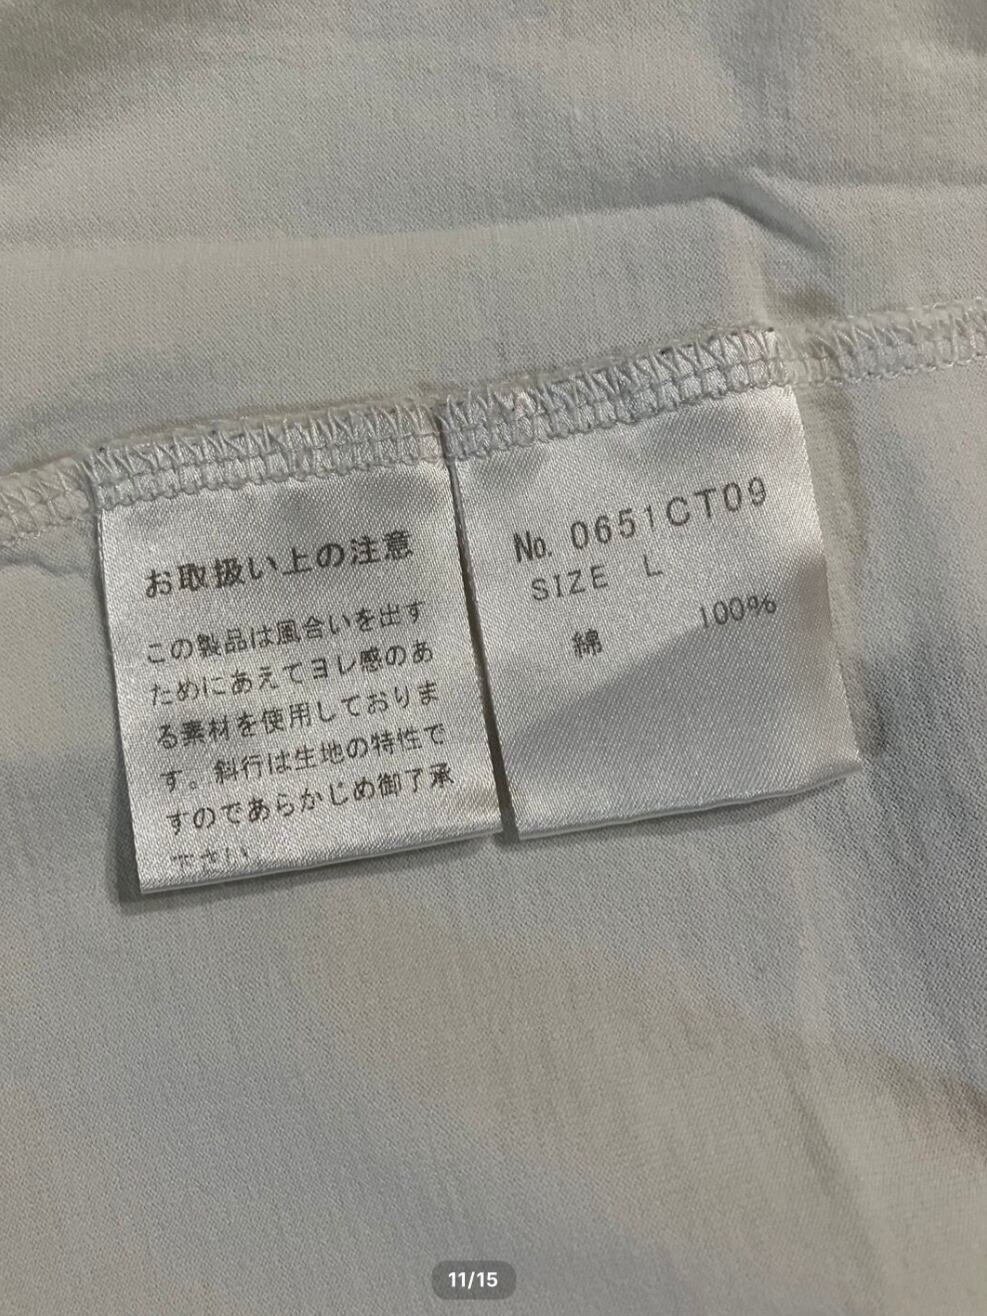 お取扱い上の注意
この製品は風合いを出す
ためにあえてヨレ感のあ
る素材を使用しておりま
す。斜行は生地の特性で
すのであらかじめ御了承
下さい
No. 0651CT09
SIZE L
綿 100%
11/15